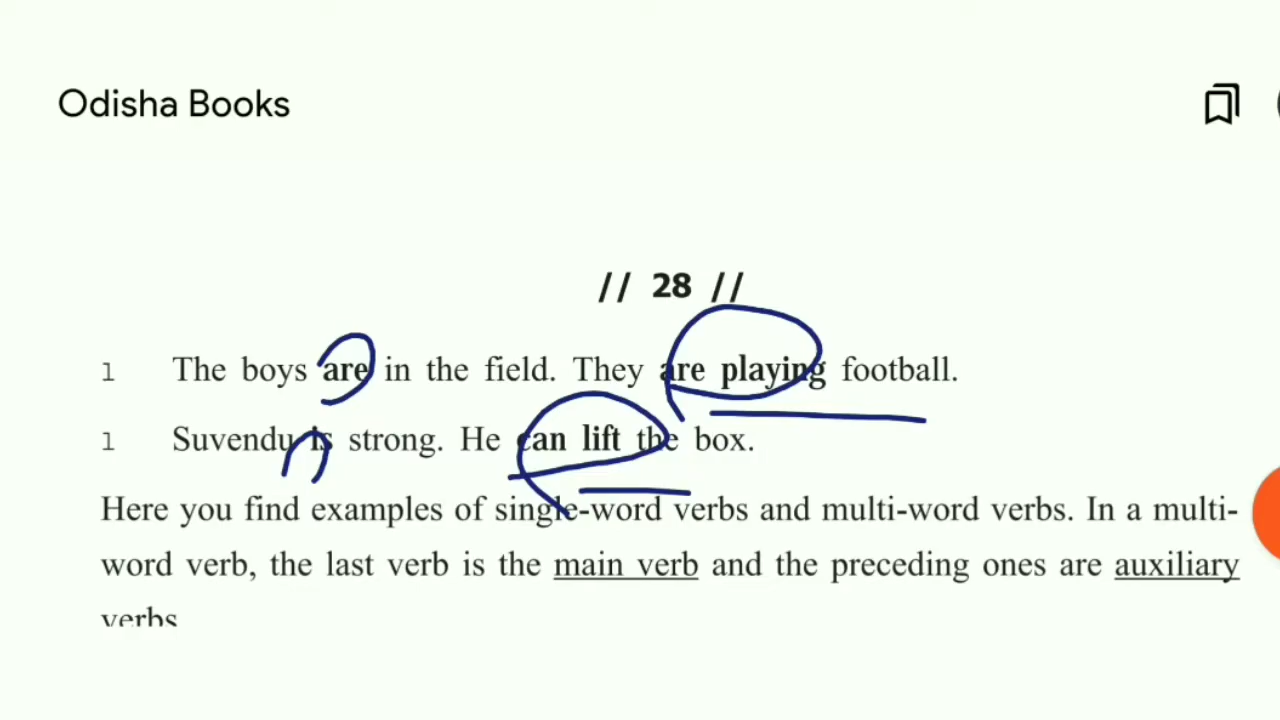 Odisha Books
// 28 //
1 The boys are in the field. They are playing football.
1 Suvendu is strong. He can lift the box.
Here you find examples of single-word verbs and multi-word verbs. In a multi-
word verb, the last verb is the main verb and the preceding ones are auxiliary
verbs